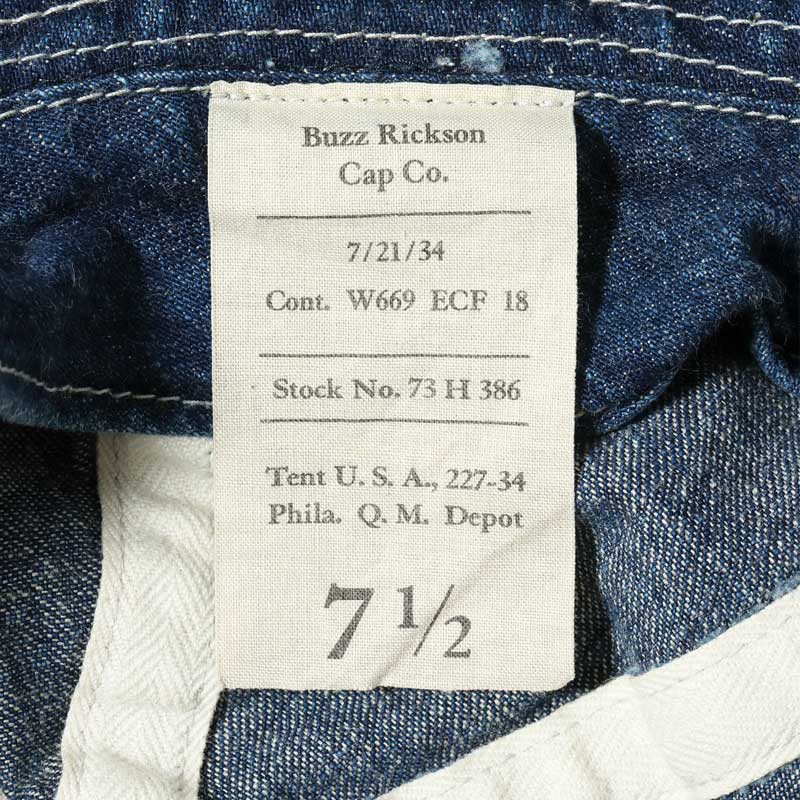 Buzz Rickson
Cap Co.
7/21/34
Cont. W669 ECF 18
Stock No. 73 H 386
Tent U. S. A., 227-34
Phila. Q. M. Depot
7 1/2